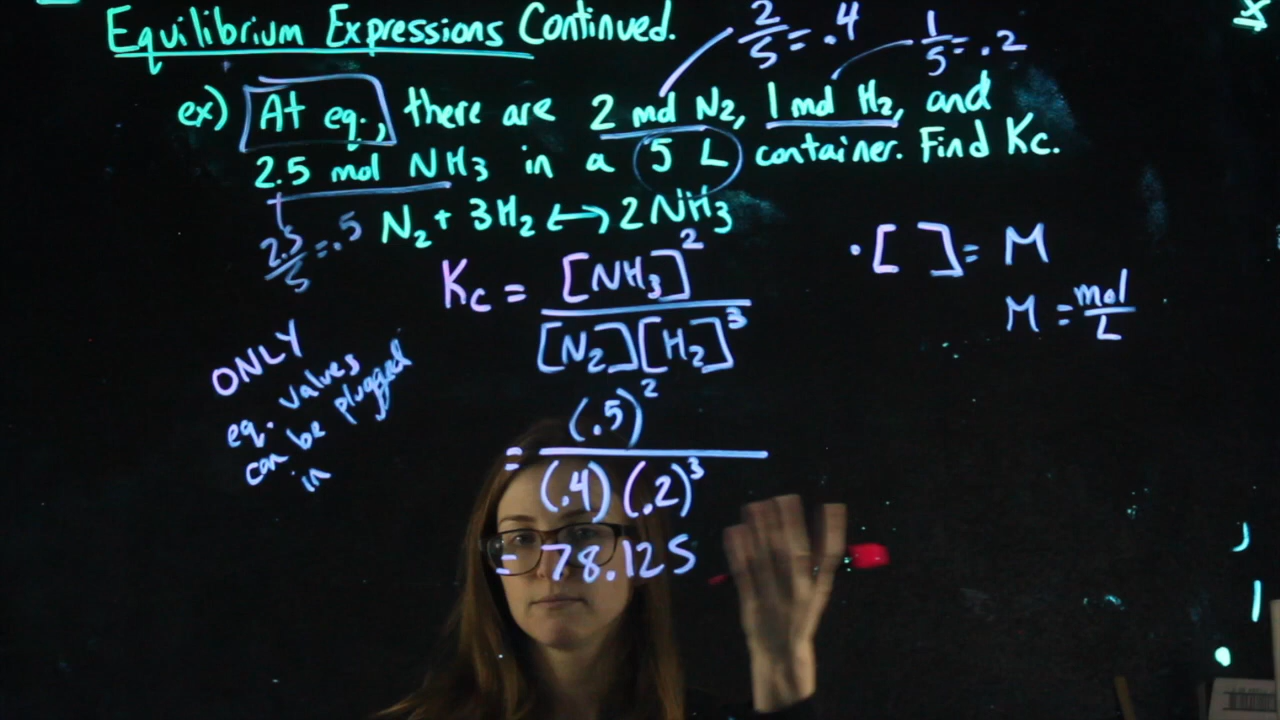 Equilibrium Expressions Continued.
2/5 = .4
1/5 = .2
ex) At eq., there are 2 mol N₂, 1 mol H₂, and
2.5 mol NH₃ in a 5 L container. Find Kc.
2.5/5 = .5
N₂ + 3H₂ ↔ 2NH₃
Kc = [NH₃]² / [N₂][H₂]³
· [ ] = M
M = mol/L
ONLY
eq. values
can be plugged
in
= (.5)² / (.4)(.2)³
= 78.125